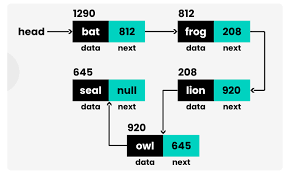 1290 812
head bat 812 frog 208
data next data next
645 208
seal null lion 920
data next data next
920
owl 645
data next